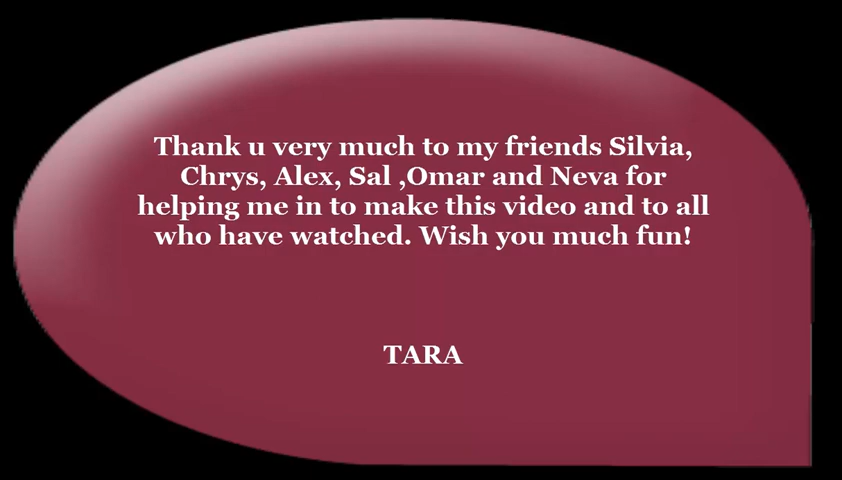 Thank u very much to my friends Silvia,
Chrys, Alex, Sal ,Omar and Neva for
helping me in to make this video and to all
who have watched. Wish you much fun!
TARA